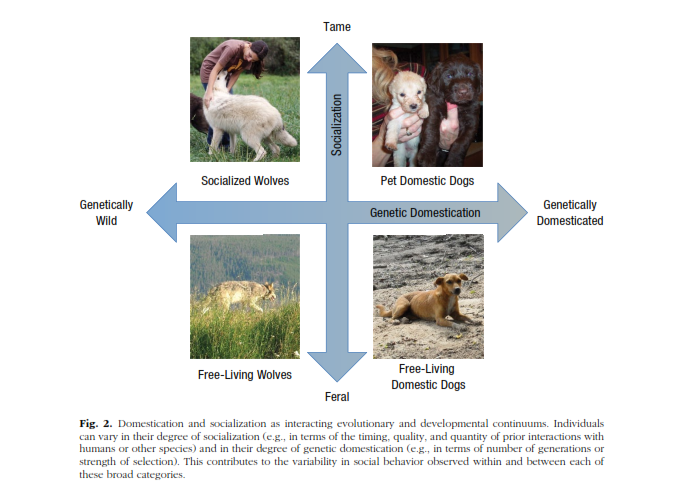 Tame
Socialization
Socialized Wolves
Pet Domestic Dogs
Genetically
Wild
Genetic Domestication
Genetically
Domesticated
Free-Living Wolves
Free-Living
Domestic Dogs
Feral
Fig. 2. Domestication and socialization as interacting evolutionary and developmental continuums. Individuals
can vary in their degree of socialization (e.g., in terms of the timing, quality, and quantity of prior interactions with
humans or other species) and in their degree of genetic domestication (e.g., in terms of number of generations or
strength of selection). This contributes to the variability in social behavior observed within and between each of
these broad categories.